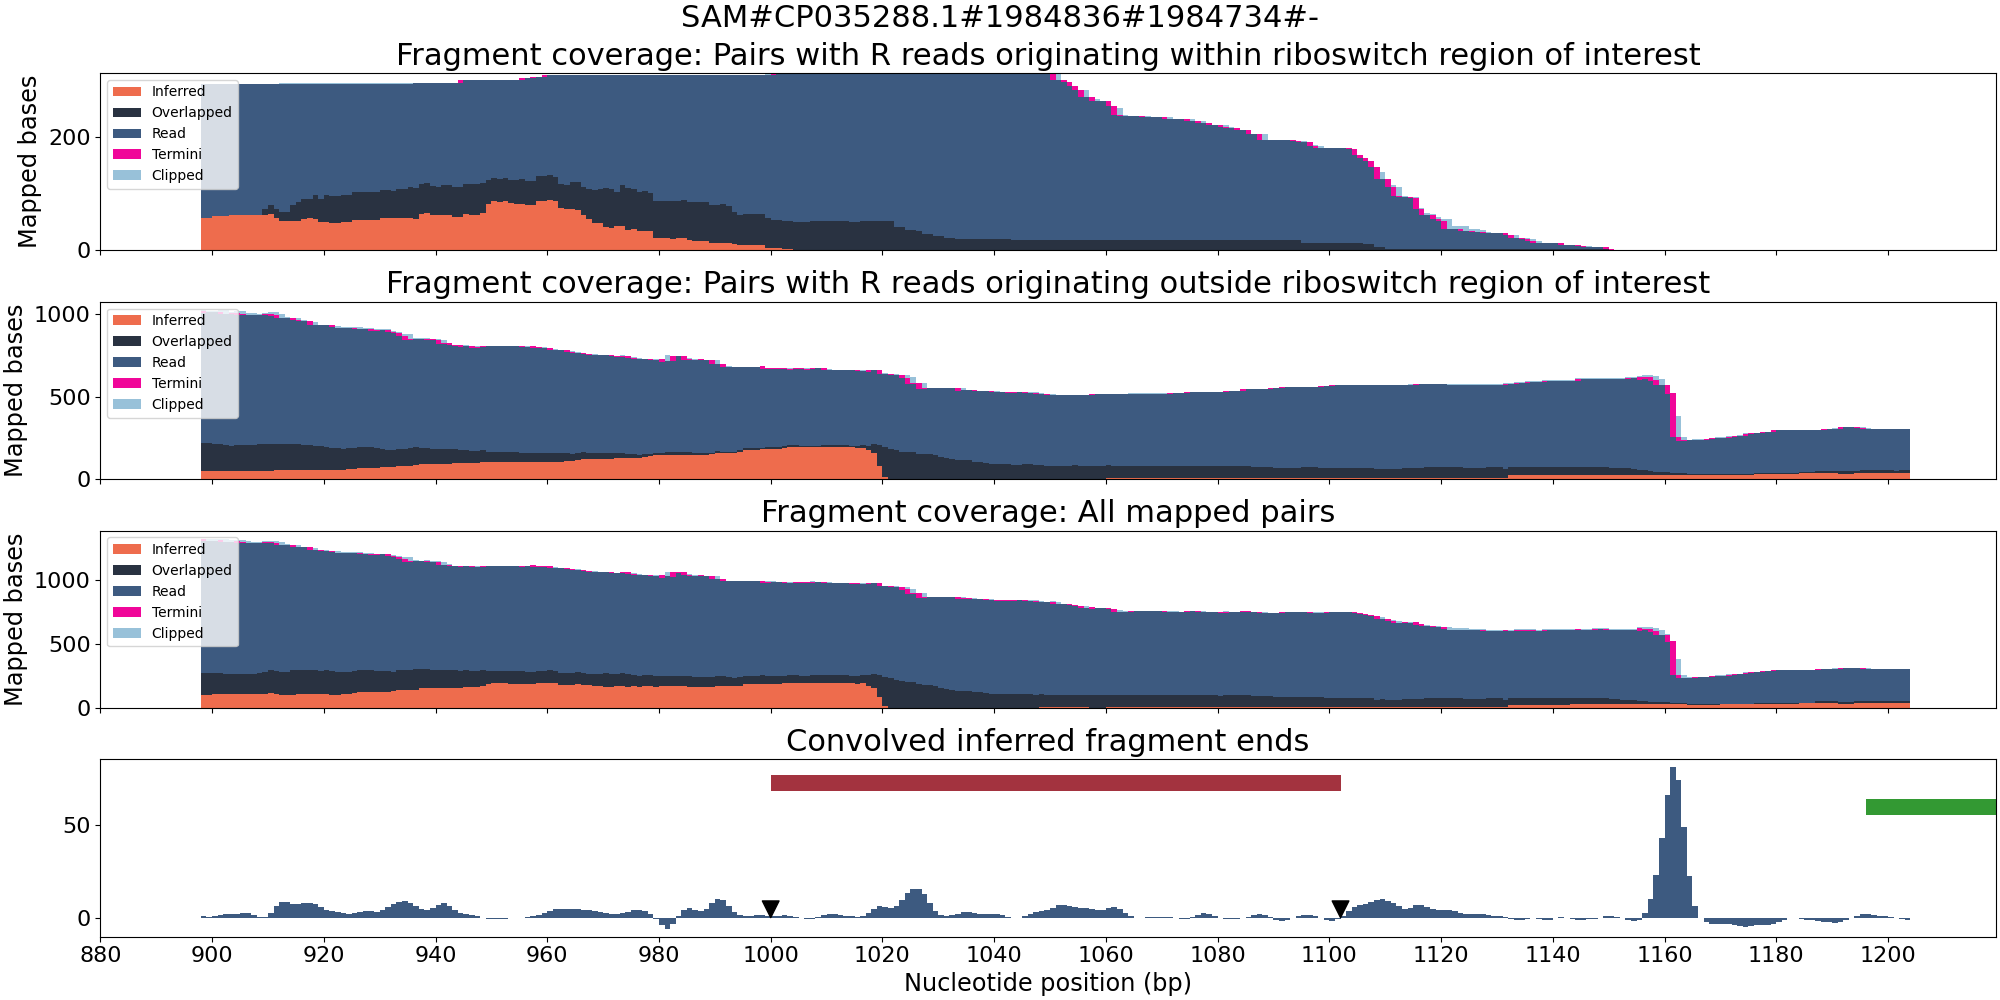 SAM#CP035288.1#1984836#1984734#-
Fragment coverage: Pairs with R reads originating within riboswitch region of interest
Mapped bases
200
0
Inferred
Overlapped
Read
Termini
Clipped
Fragment coverage: Pairs with R reads originating outside riboswitch region of interest
Mapped bases
1000
500
0
Inferred
Overlapped
Read
Termini
Clipped
Fragment coverage: All mapped pairs
Mapped bases
1000
500
0
Inferred
Overlapped
Read
Termini
Clipped
Convolved inferred fragment ends
50
0
880 900 920 940 960 980 1000 1020 1040 1060 1080 1100 1120 1140 1160 1180 1200
Nucleotide position (bp)